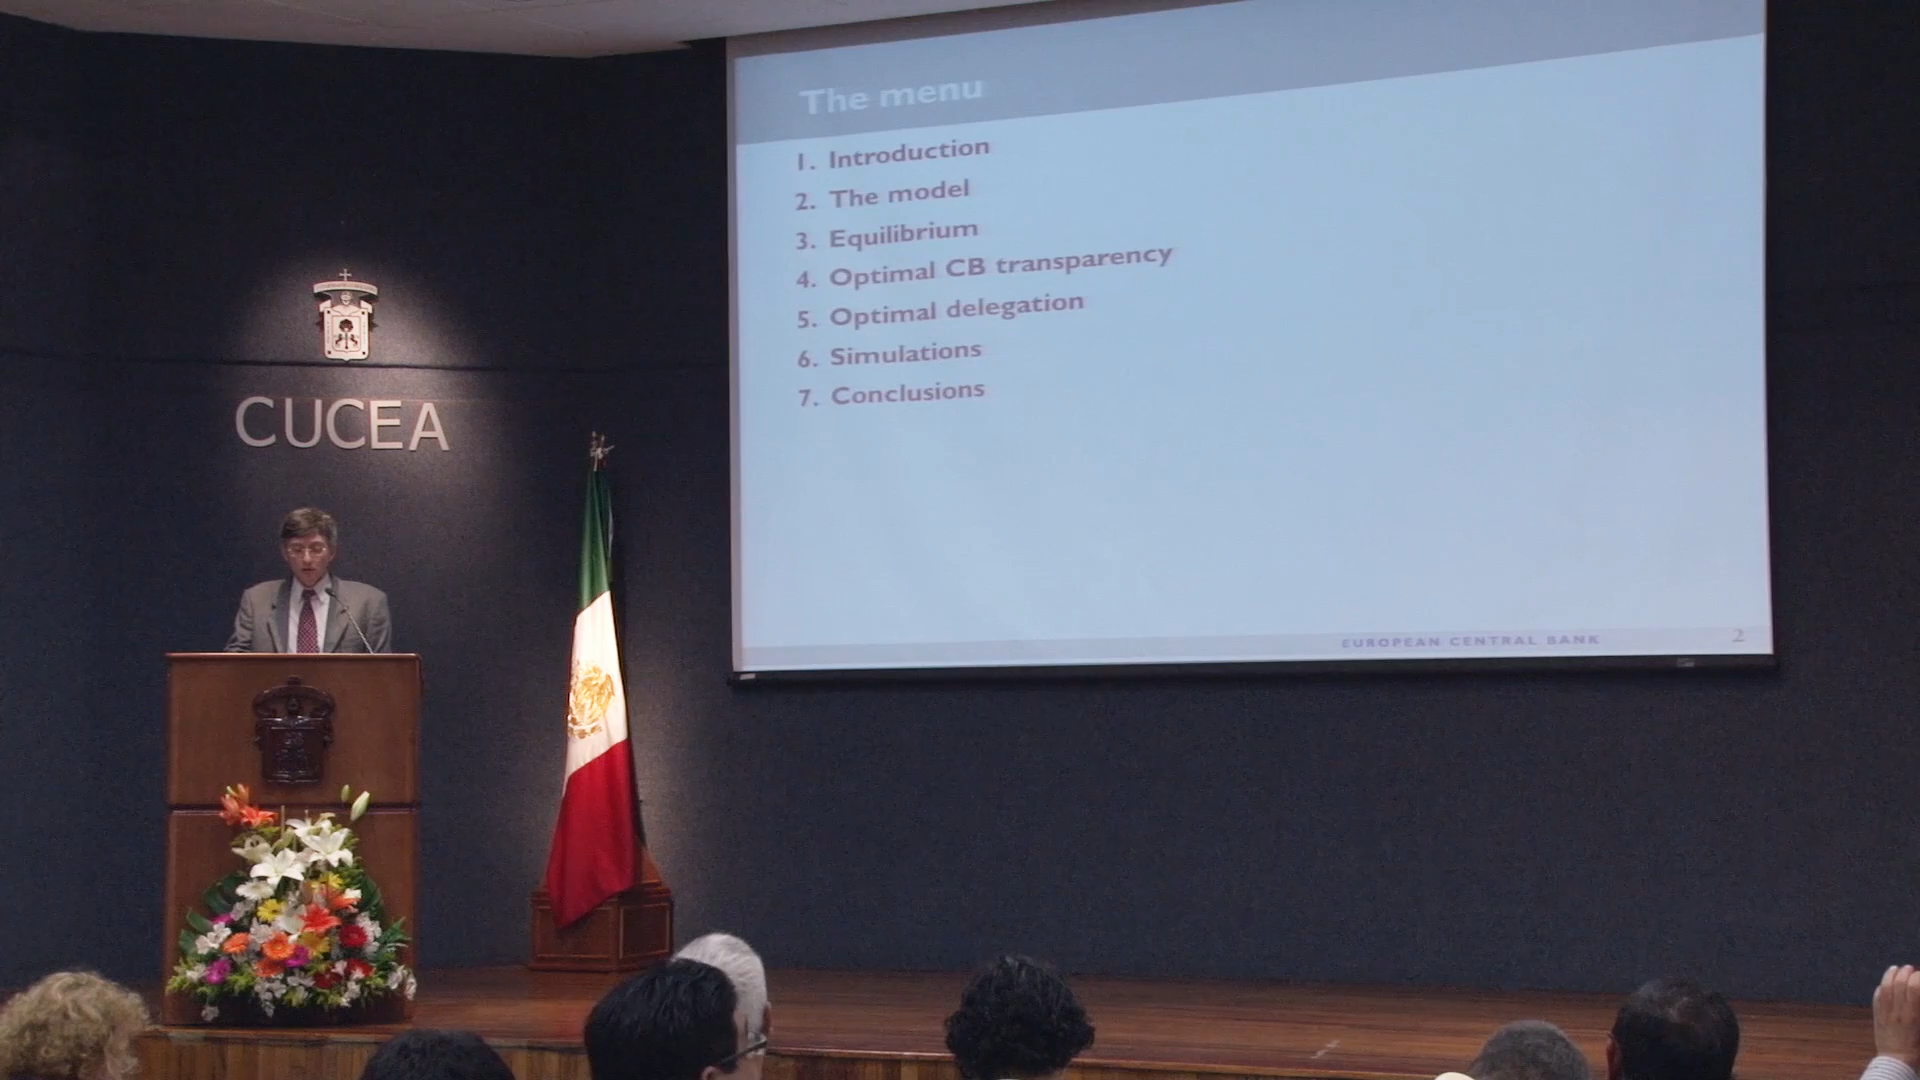 The menu
1. Introduction
2. The model
3. Equilibrium
4. Optimal CB transparency
5. Optimal delegation
6. Simulations
7. Conclusions
EUROPEAN CENTRAL BANK 2
CUCEA